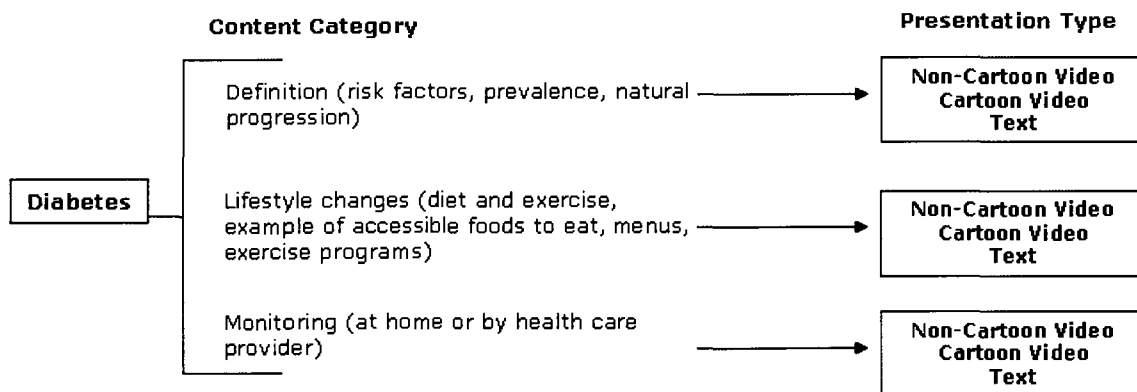 Content Category
Presentation Type
Definition (risk factors, prevalence, natural
progression)
Non-Cartoon Video
Cartoon Video
Text
Diabetes
Lifestyle changes (diet and exercise,
example of accessible foods to eat, menus,
exercise programs)
Non-Cartoon Video
Cartoon Video
Text
Monitoring (at home or by health care
provider)
Non-Cartoon Video
Cartoon Video
Text